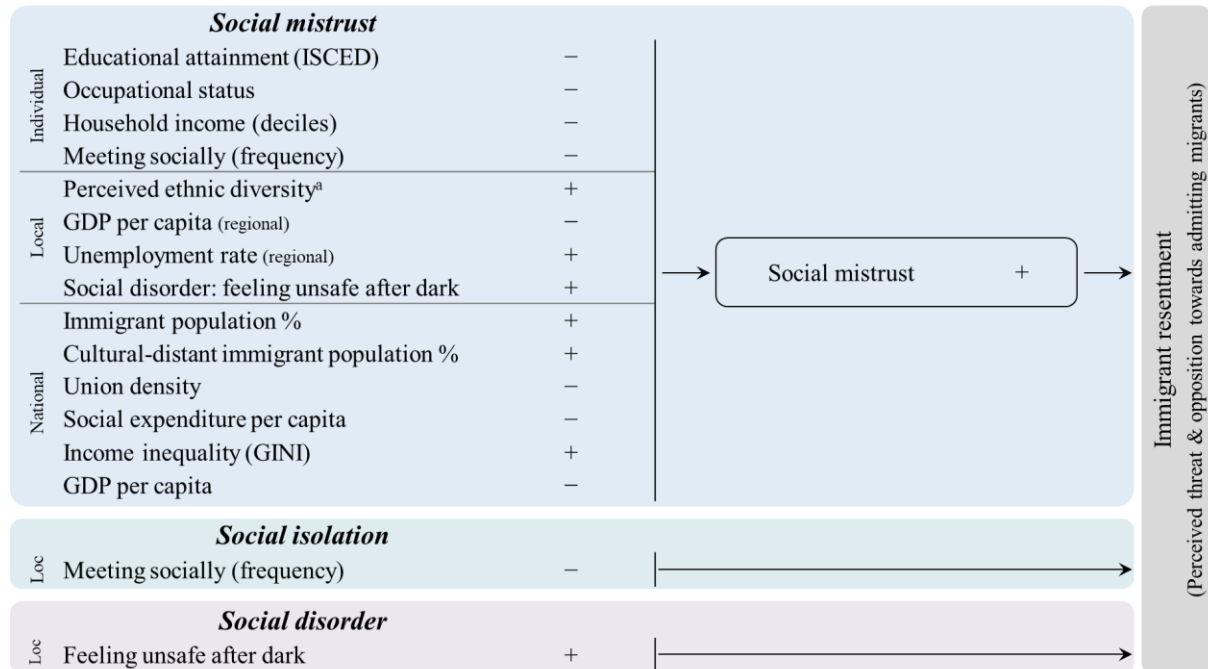 Social mistrust
Individual
Educational attainment (ISCED) −
Occupational status −
Household income (deciles) −
Meeting socially (frequency) −
Local
Perceived ethnic diversityᵃ +
GDP per capita (regional) −
Unemployment rate (regional) +
Social disorder: feeling unsafe after dark +
National
Immigrant population % +
Cultural-distant immigrant population % +
Union density −
Social expenditure per capita −
Income inequality (GINI) +
GDP per capita −
Social mistrust +
Social isolation
Loc
Meeting socially (frequency) −
Social disorder
Loc
Feeling unsafe after dark +
Immigrant resentment
(Perceived threat & opposition towards admitting migrants)